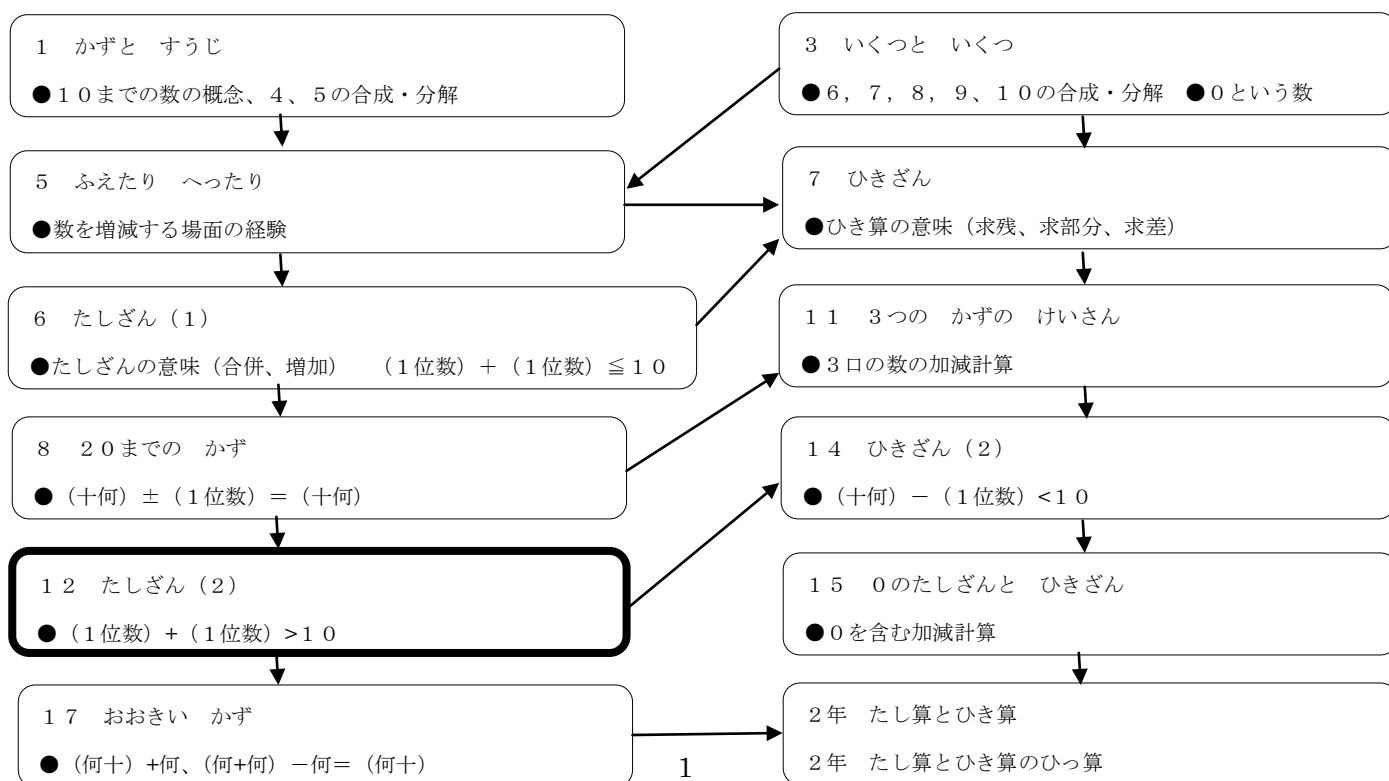 １　かずと　すうじ
●１０までの数の概念、４、５の合成・分解
５　ふえたり　へったり
●数を増減する場面の経験
６　たしざん（１）
●たしざんの意味（合併、増加）　（１位数）＋（１位数）≦１０
８　２０までの　かず
●（十何）±（１位数）＝（十何）
１２　たしざん（２）
●（１位数）+（１位数）>１０
１７　おおきい　かず
●（何十）+何、（何+何）－何＝（何十）
３　いくつと　いくつ
●６，７，８，９、１０の合成・分解　●０という数
７　ひきざん
●ひき算の意味（求残、求部分、求差）
１１　３つの　かずの　けいさん
●３口の数の加減計算
１４　ひきざん（２）
●（十何）－（１位数）<１０
１５　０のたしざんと　ひきざん
●０を含む加減計算
２年　たし算とひき算
２年　たし算とひき算のひっ算
1